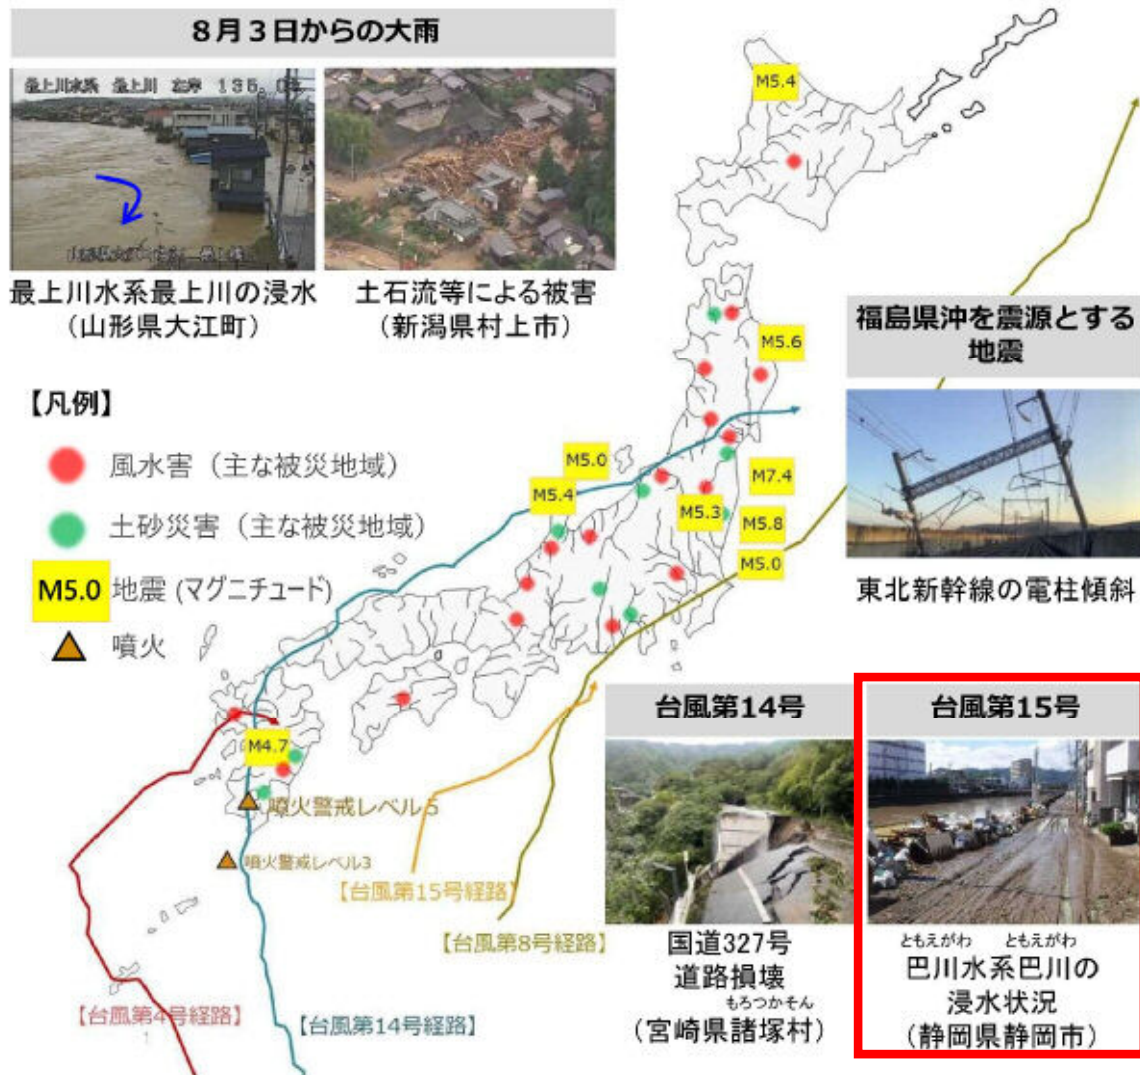 8月3日からの大雨
最上川水系 最上川 左岸 135.
最上川水系最上川の浸水
（山形県大江町）
土石流等による被害
（新潟県村上市）
【凡例】
風水害（主な被災地域）
土砂災害（主な被災地域）
M5.0 地震 (マグニチュード)
噴火
M5.4
M5.6
M5.0
M5.4
M7.4
M5.3
M5.8
M5.0
M4.7
噴火警戒レベル5
噴火警戒レベル3
【台風第15号経路】
【台風第8号経路】
【台風第4号経路】
【台風第14号経路】
福島県沖を震源とする
地震
東北新幹線の電柱傾斜
台風第14号
国道327号
道路損壊
もろつかそん
（宮崎県諸塚村）
台風第15号
ともえがわ ともえがわ
巴川水系巴川の
浸水状況
（静岡県静岡市）